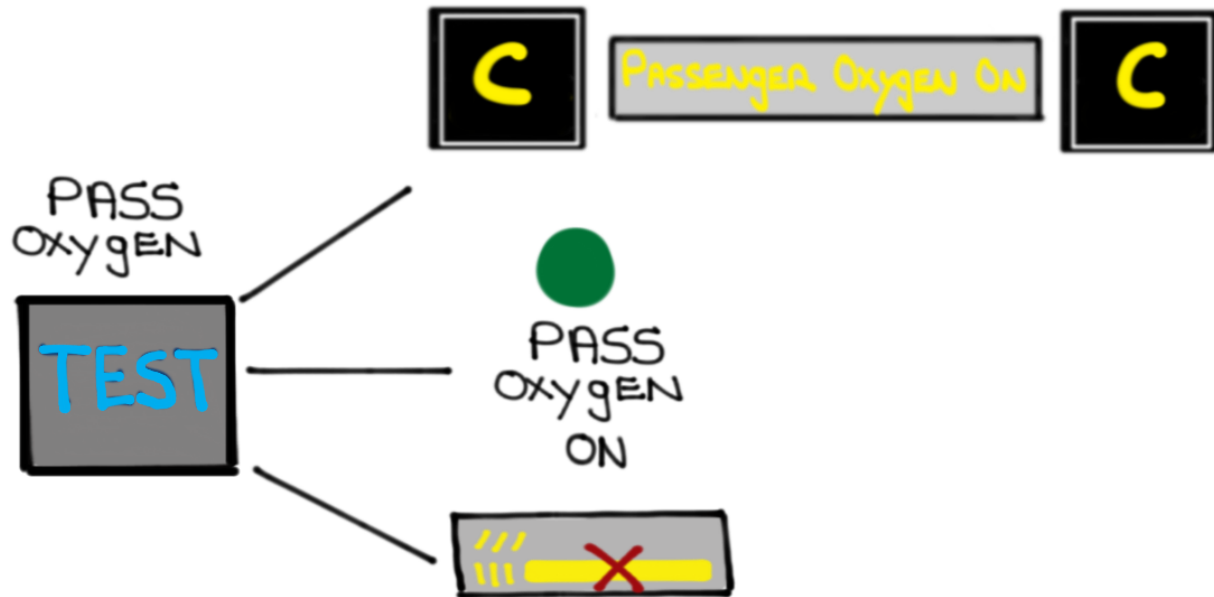 C PASSENGER OXYgEN ON C
PASS
OXYgEN
TEST
PASS
OXYgEN
ON